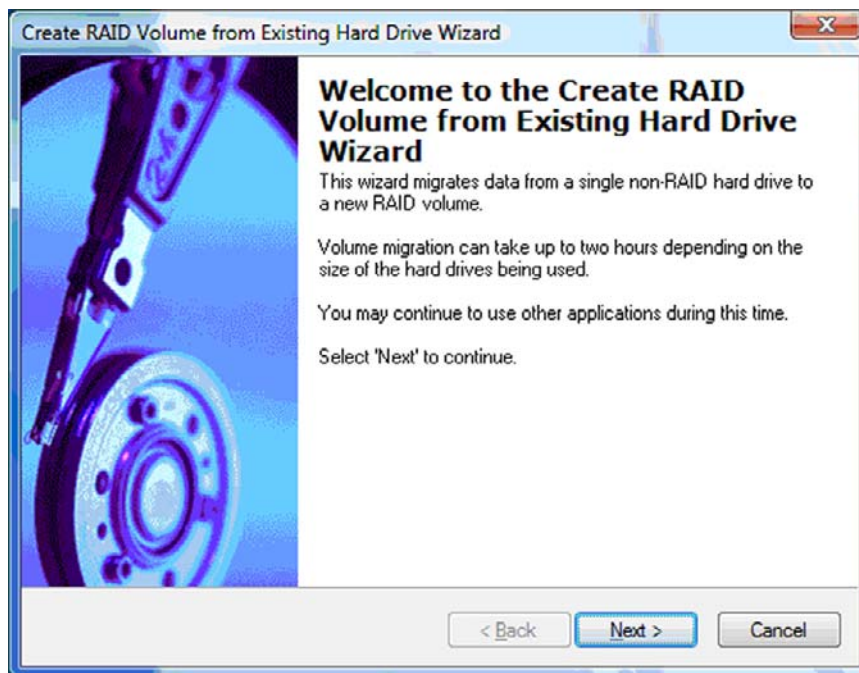 Create RAID Volume from Existing Hard Drive Wizard
X
Welcome to the Create RAID
Volume from Existing Hard Drive
Wizard
This wizard migrates data from a single non-RAID hard drive to
a new RAID volume.
Volume migration can take up to two hours depending on the
size of the hard drives being used.
You may continue to use other applications during this time.
Select 'Next' to continue.
< Back
Next >
Cancel